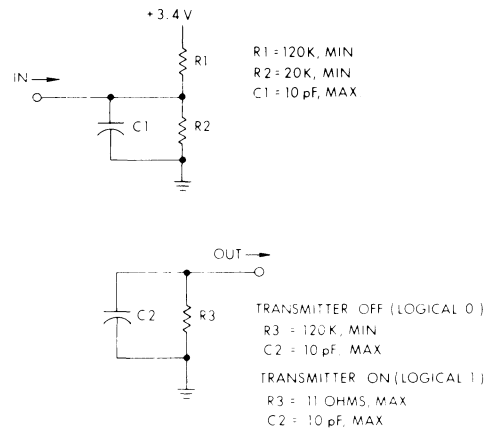 +3.4 V
R1
R1 = 120K, MIN
R2 = 20K, MIN
C1 = 10 pF, MAX
IN
C1
R2
OUT
C2
R3
TRANSMITTER OFF (LOGICAL 0)
R3 = 120K, MIN
C2 = 10 pF, MAX
TRANSMITTER ON (LOGICAL 1)
R3 = 11 OHMS, MAX
C2 = 10 pF, MAX